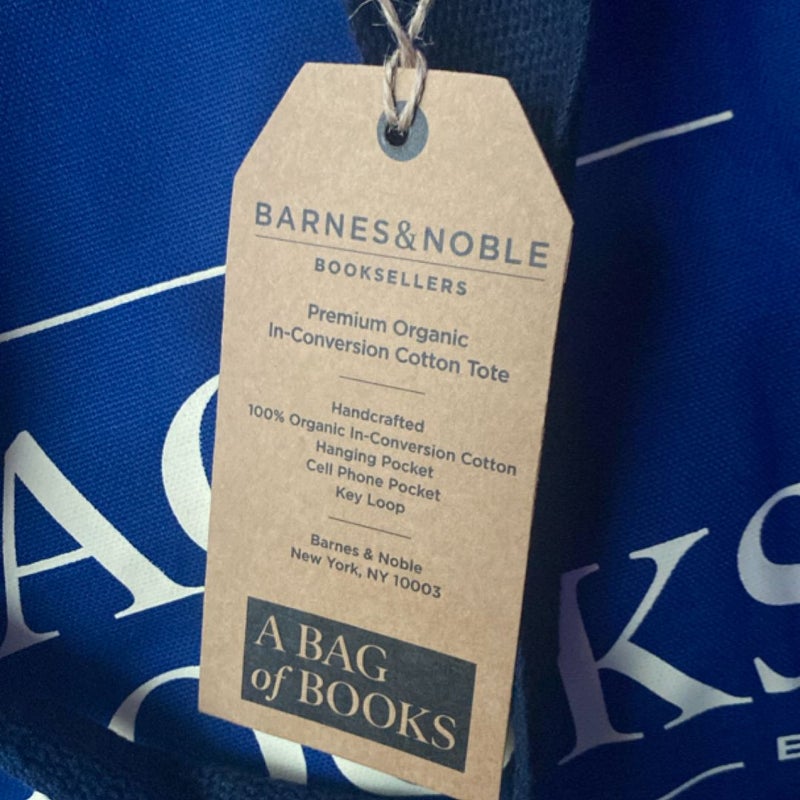 BARNES&NOBLE
BOOKSELLERS
Premium Organic
In-Conversion Cotton Tote
Handcrafted
100% Organic In-Conversion Cotton
Hanging Pocket
Cell Phone Pocket
Key Loop
Barnes & Noble
New York, NY 10003
A BAG
of BOOKS